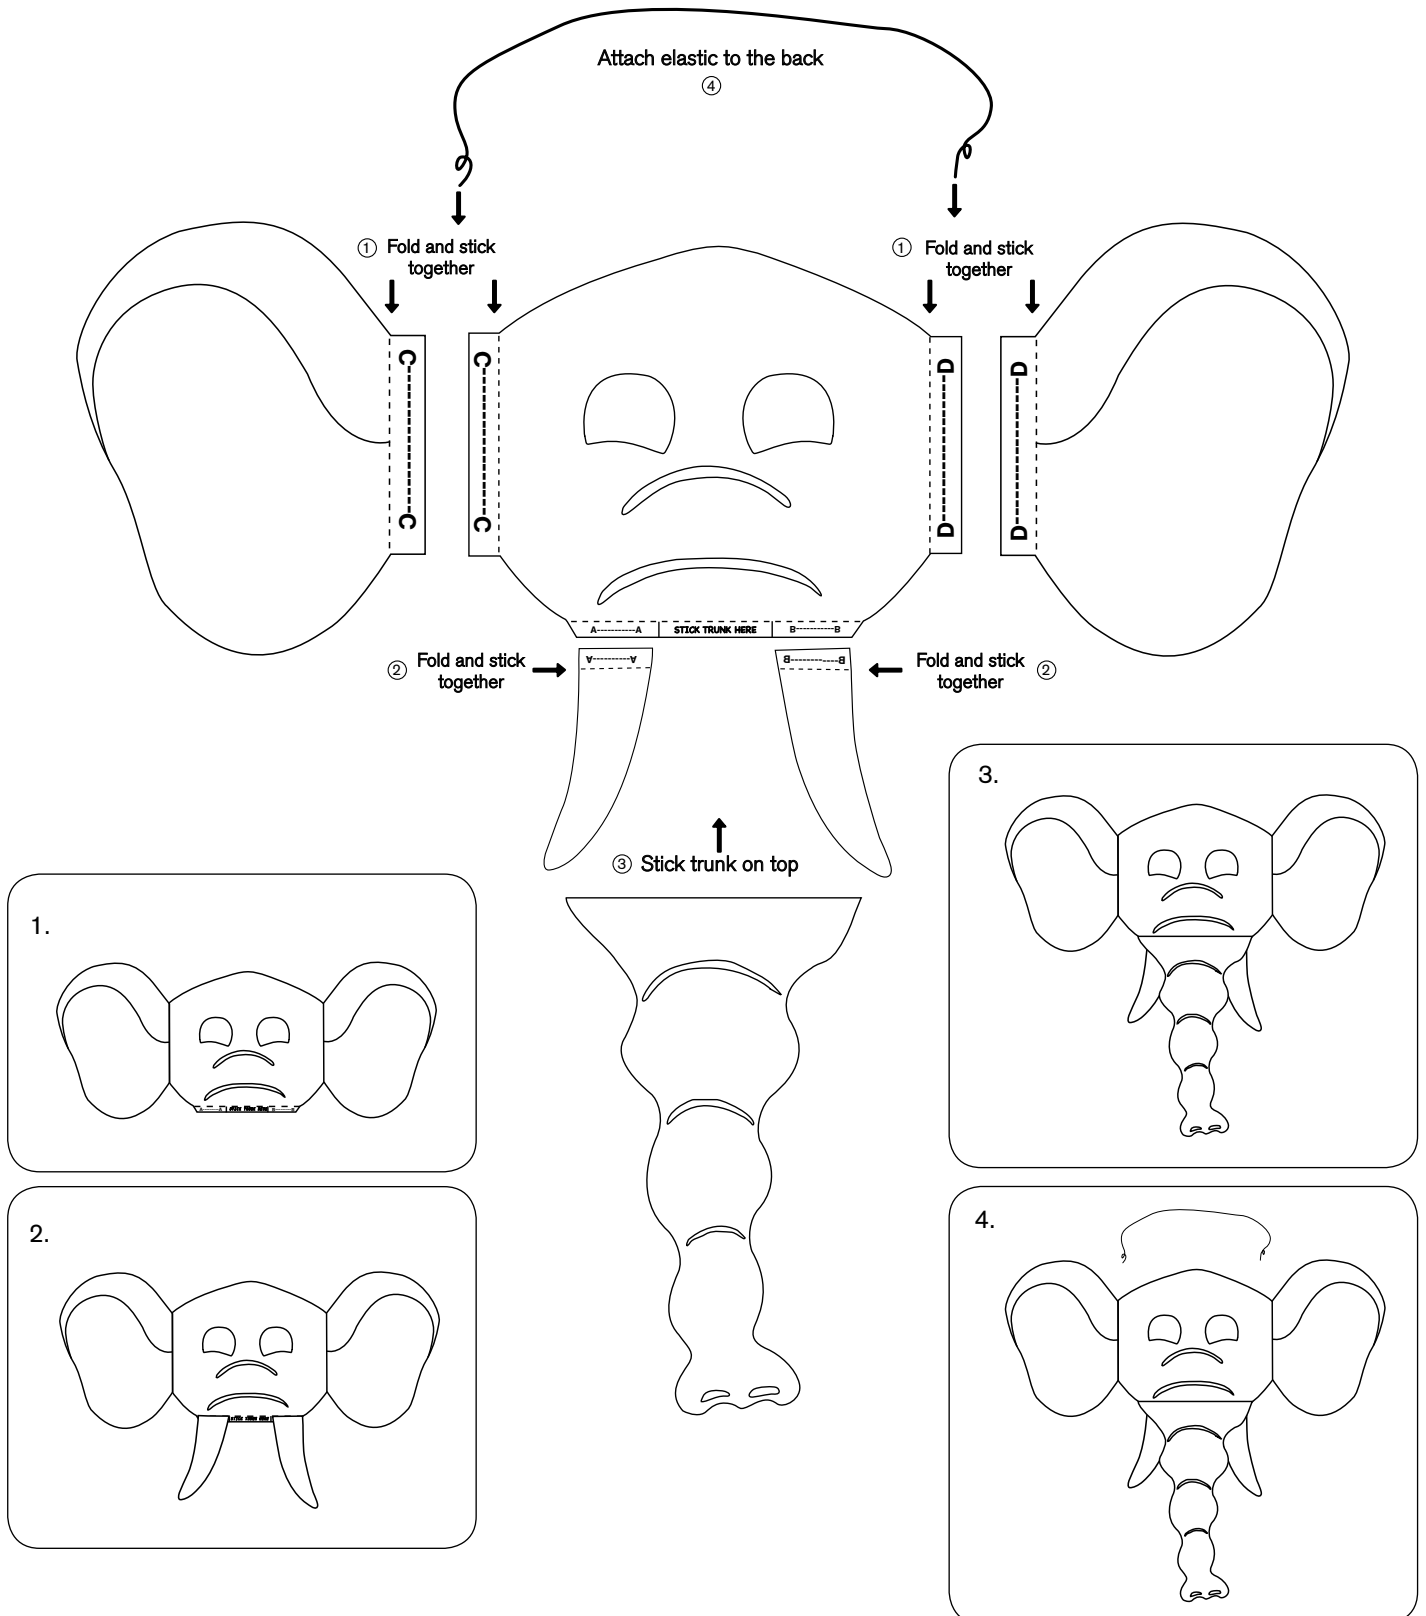 Attach elastic to the back
④
① Fold and stick
together
① Fold and stick
together
C----------------C
C----------------C
D----------------D
D----------------D
A-----------A
STICK TRUNK HERE
B-----------B
A----------A
B-------------B
② Fold and stick
together
Fold and stick ②
together
③ Stick trunk on top
1.
2.
3.
4.